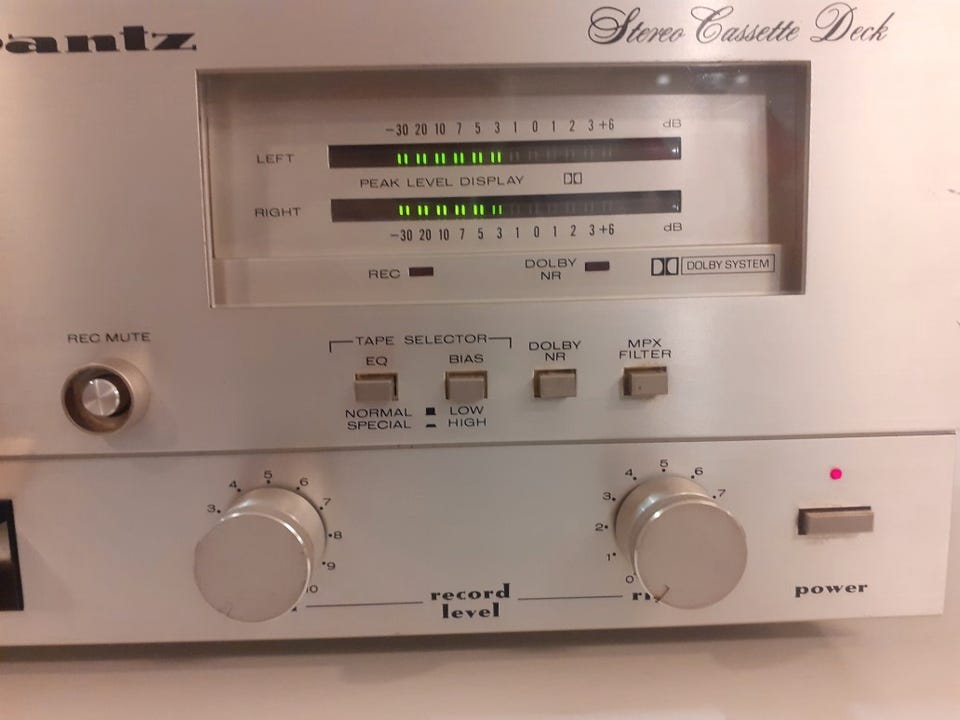 antz
Stereo Cassette Deck
-30 20 10 7 5 3 1 0 1 2 3 +6 dB
LEFT
PEAK LEVEL DISPLAY
RIGHT
-30 20 10 7 5 3 1 0 1 2 3 +6 dB
REC
DOLBY
NR
DOLBY SYSTEM
REC MUTE
TAPE SELECTOR
EQ
BIAS
NORMAL
SPECIAL
LOW
HIGH
DOLBY
NR
MPX
FILTER
3 4 5 6 7 8 9 10
0 1 2 3 4 5 6 7
record
level
power